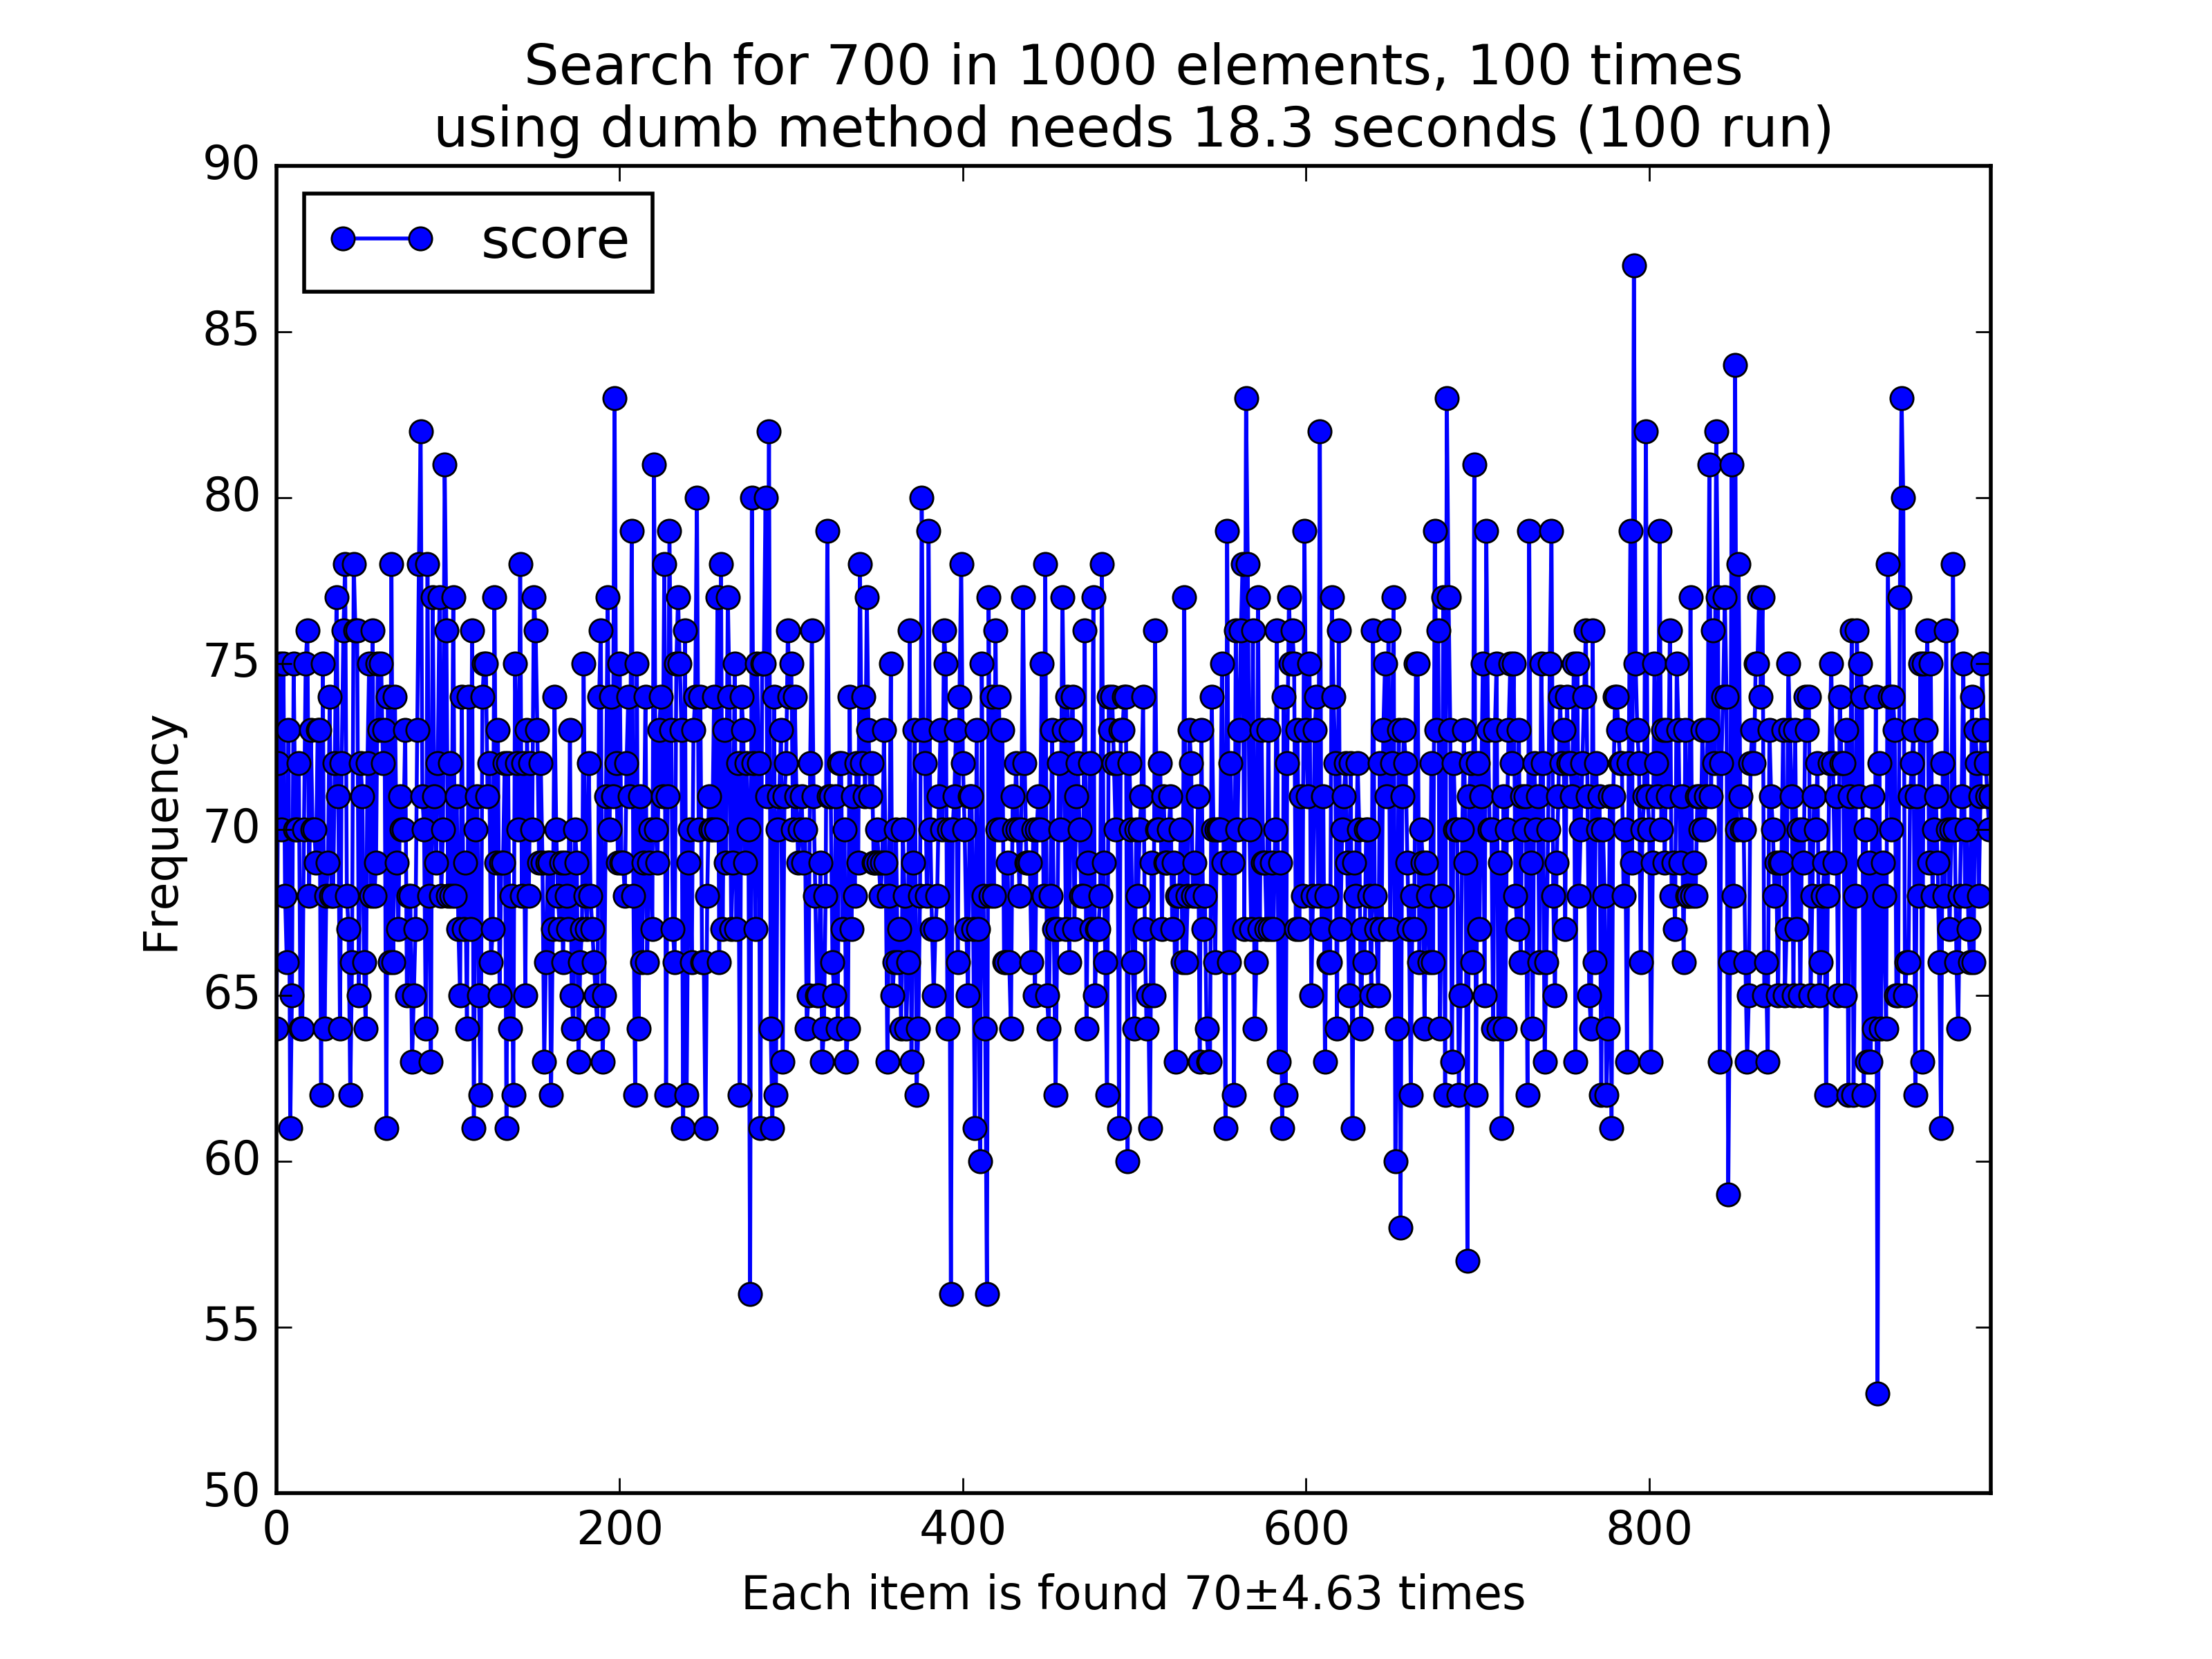 Search for 700 in 1000 elements, 100 times
using dumb method needs 18.3 seconds (100 run)
score
Frequency
90
85
80
75
70
65
60
55
50
0 200 400 600 800
Each item is found 70±4.63 times